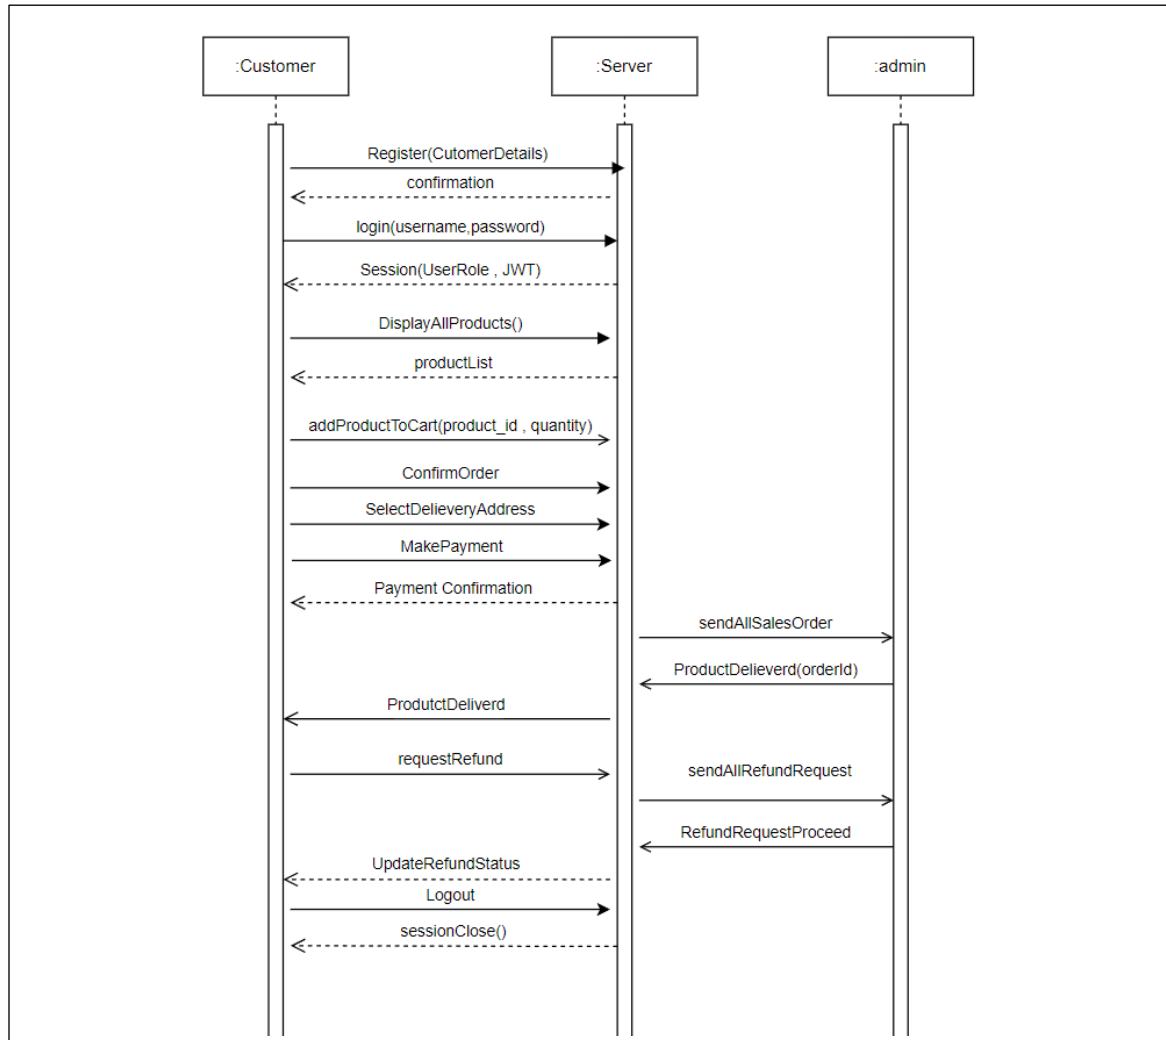 :Customer
:Server
:admin
Register(CutomerDetails)
confirmation
login(username,password)
Session(UserRole , JWT)
DisplayAllProducts()
productList
addProductToCart(product_id , quantity)
ConfirmOrder
SelectDelieveryAddress
MakePayment
Payment Confirmation
sendAllSalesOrder
ProductDelieverd(orderId)
ProdutctDeliverd
requestRefund
sendAllRefundRequest
RefundRequestProceed
UpdateRefundStatus
Logout
sessionClose()